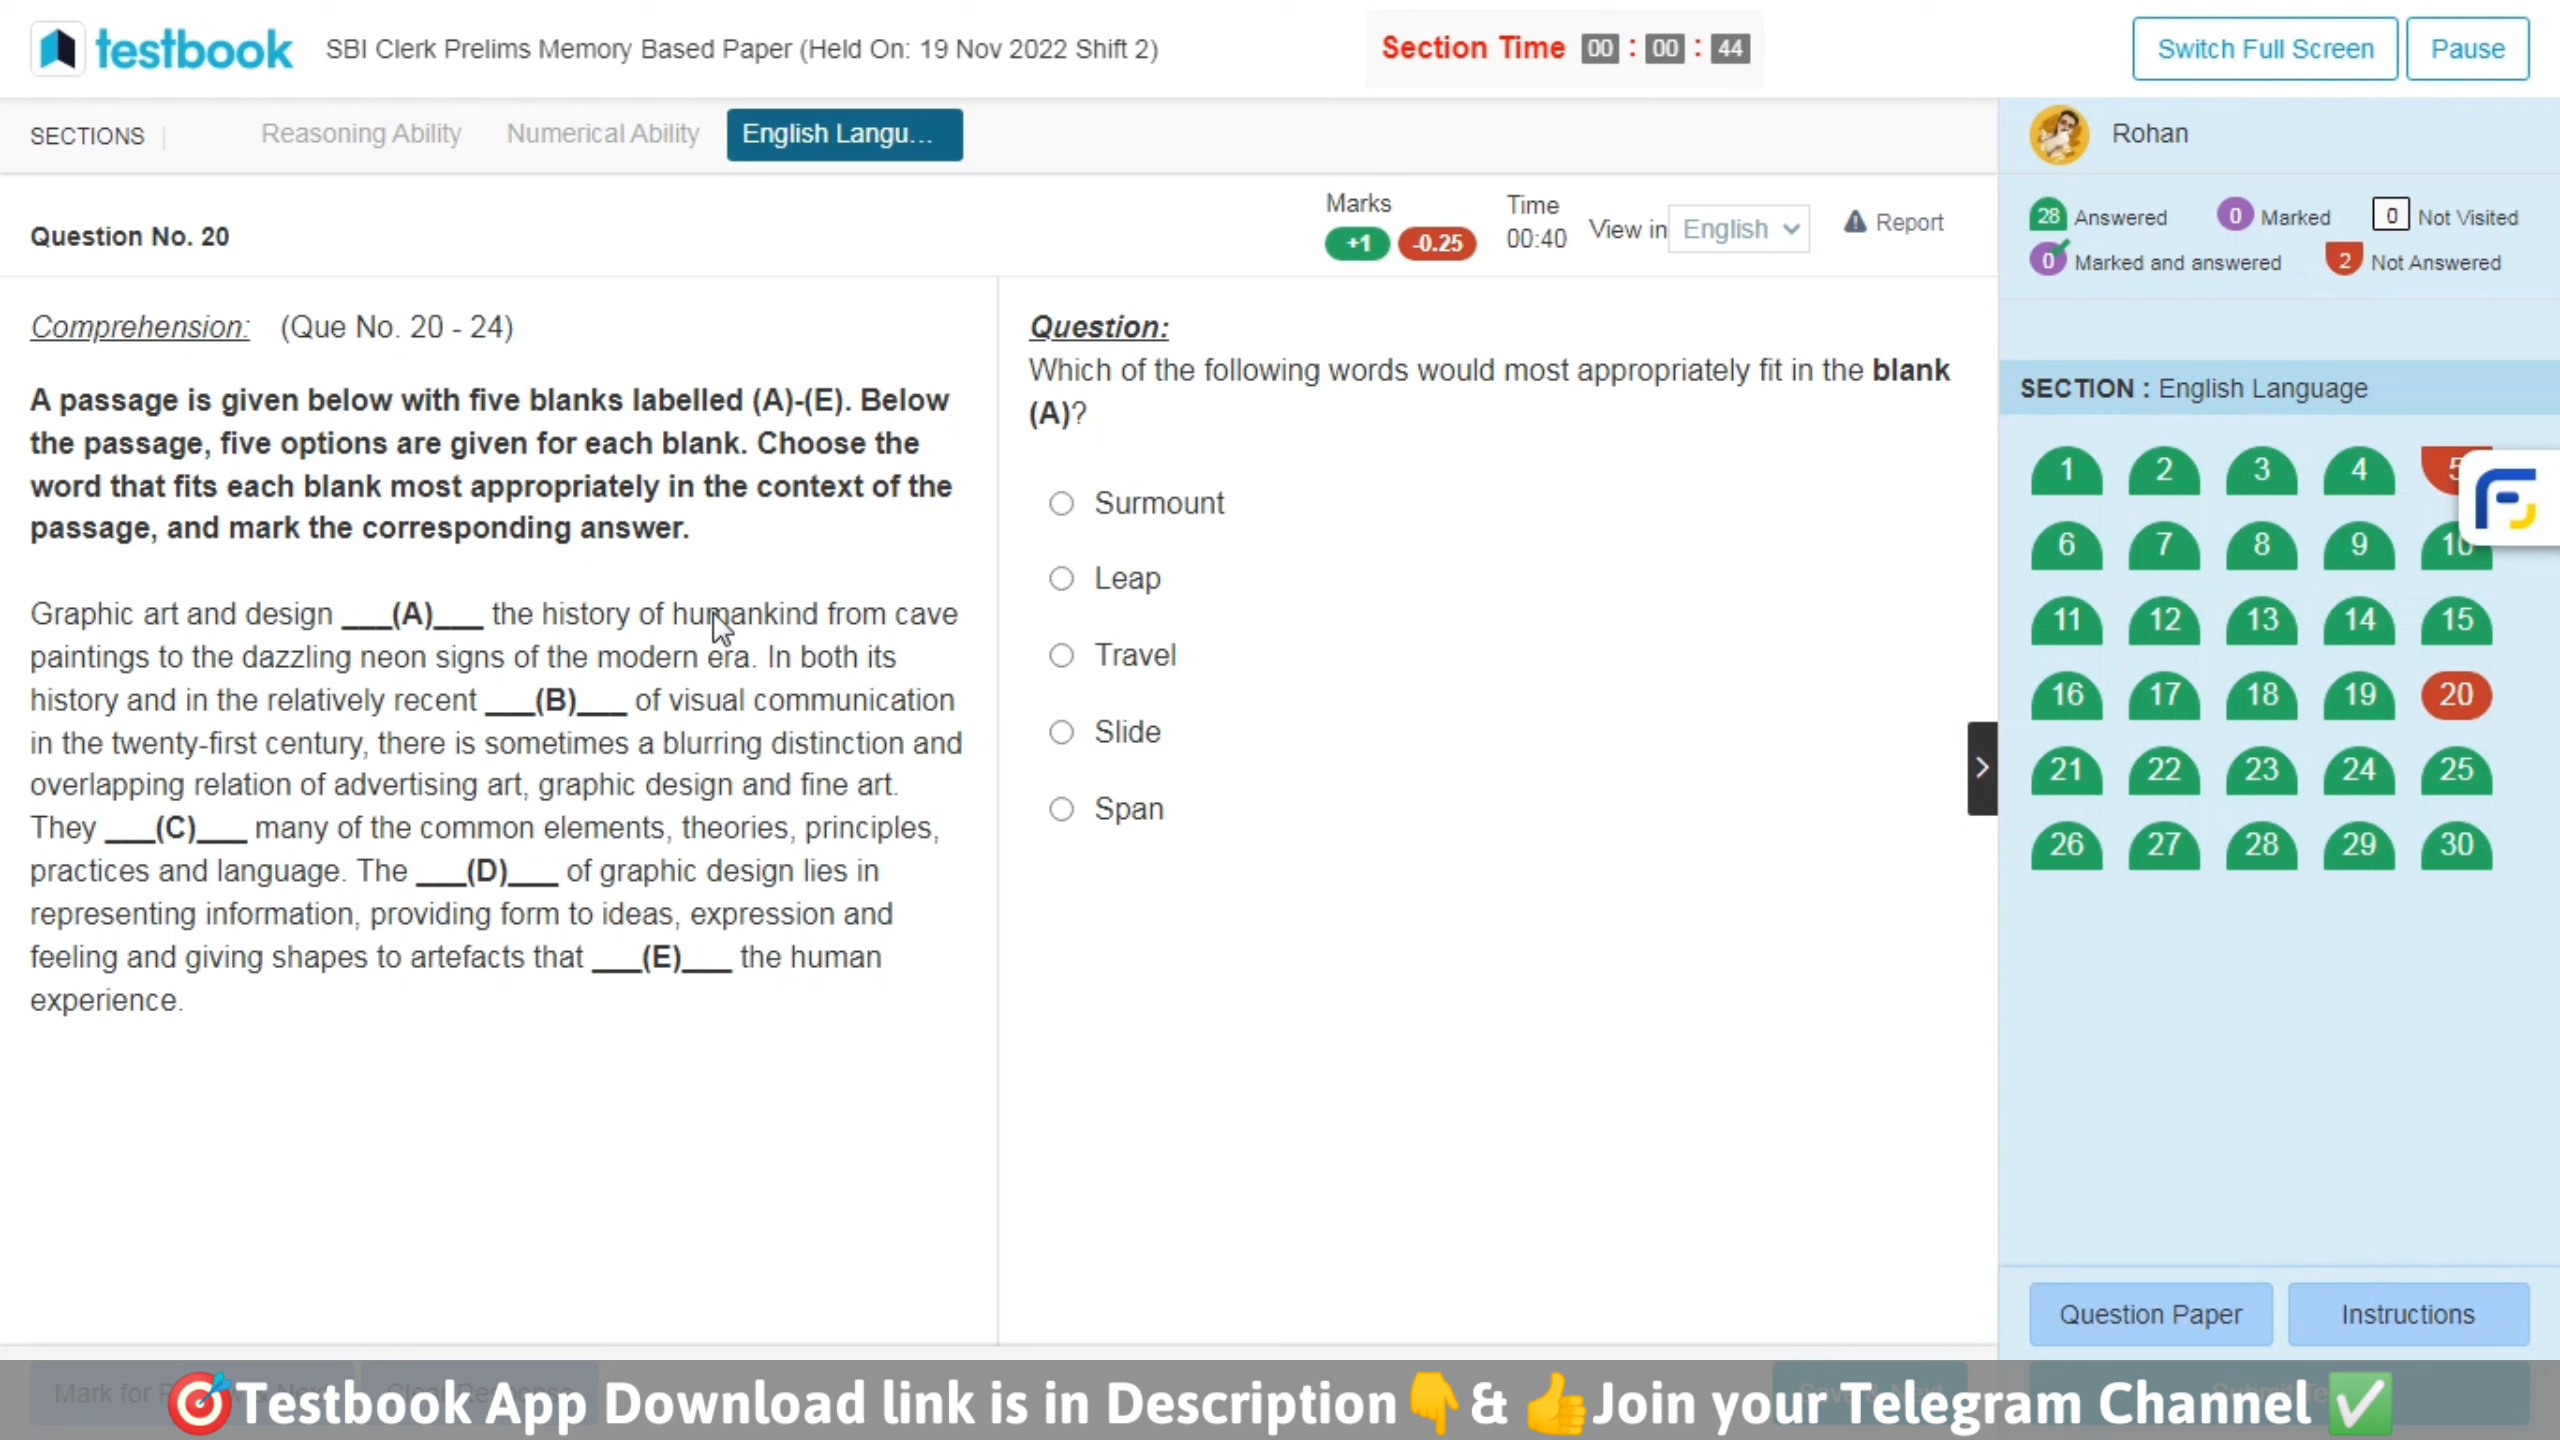 testbook SBI Clerk Prelims Memory Based Paper (Held On: 19 Nov 2022 Shift 2) Section Time 00 : 00 : 44 Switch Full Screen Pause
SECTIONS Reasoning Ability Numerical Ability English Langu... Rohan
Question No. 20
Marks Time View in English Report
+1 -0.25 00:40
28 Answered 0 Marked 0 Not Visited
0 Marked and answered 2 Not Answered
Comprehension: (Que No. 20 - 24)
A passage is given below with five blanks labelled (A)-(E). Below
the passage, five options are given for each blank. Choose the
word that fits each blank most appropriately in the context of the
passage, and mark the corresponding answer.
Graphic art and design ___(A)___ the history of humankind from cave
paintings to the dazzling neon signs of the modern era. In both its
history and in the relatively recent ___(B)___ of visual communication
in the twenty-first century, there is sometimes a blurring distinction and
overlapping relation of advertising art, graphic design and fine art.
They ___(C)___ many of the common elements, theories, principles,
practices and language. The ___(D)___ of graphic design lies in
representing information, providing form to ideas, expression and
feeling and giving shapes to artefacts that ___(E)___ the human
experience.
Question:
Which of the following words would most appropriately fit in the blank
(A)?
Surmount
Leap
Travel
Slide
Span
SECTION : English Language
1 2 3 4 5
6 7 8 9 10
11 12 13 14 15
16 17 18 19 20
21 22 23 24 25
26 27 28 29 30
Question Paper Instructions
Mark for
Testbook App Download link is in Description & Join your Telegram Channel